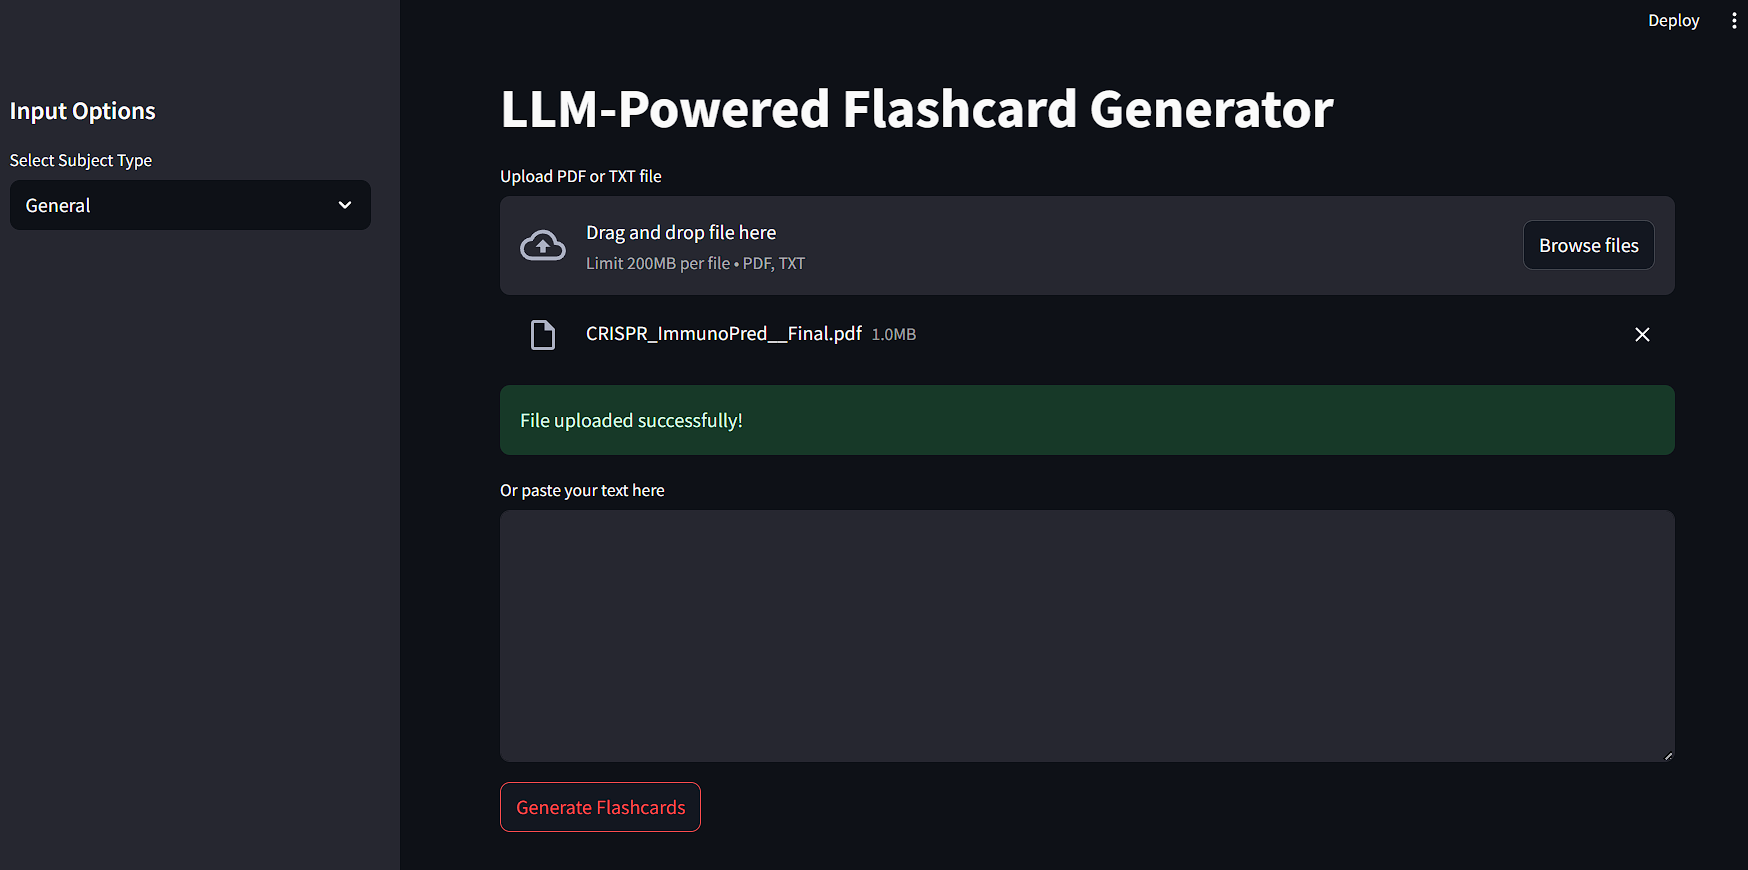 Deploy
Input Options
Select Subject Type
General
LLM-Powered Flashcard Generator
Upload PDF or TXT file
Drag and drop file here
Limit 200MB per file • PDF, TXT
Browse files
CRISPR_ImmunoPred__Final.pdf 1.0MB
File uploaded successfully!
Or paste your text here
Generate Flashcards